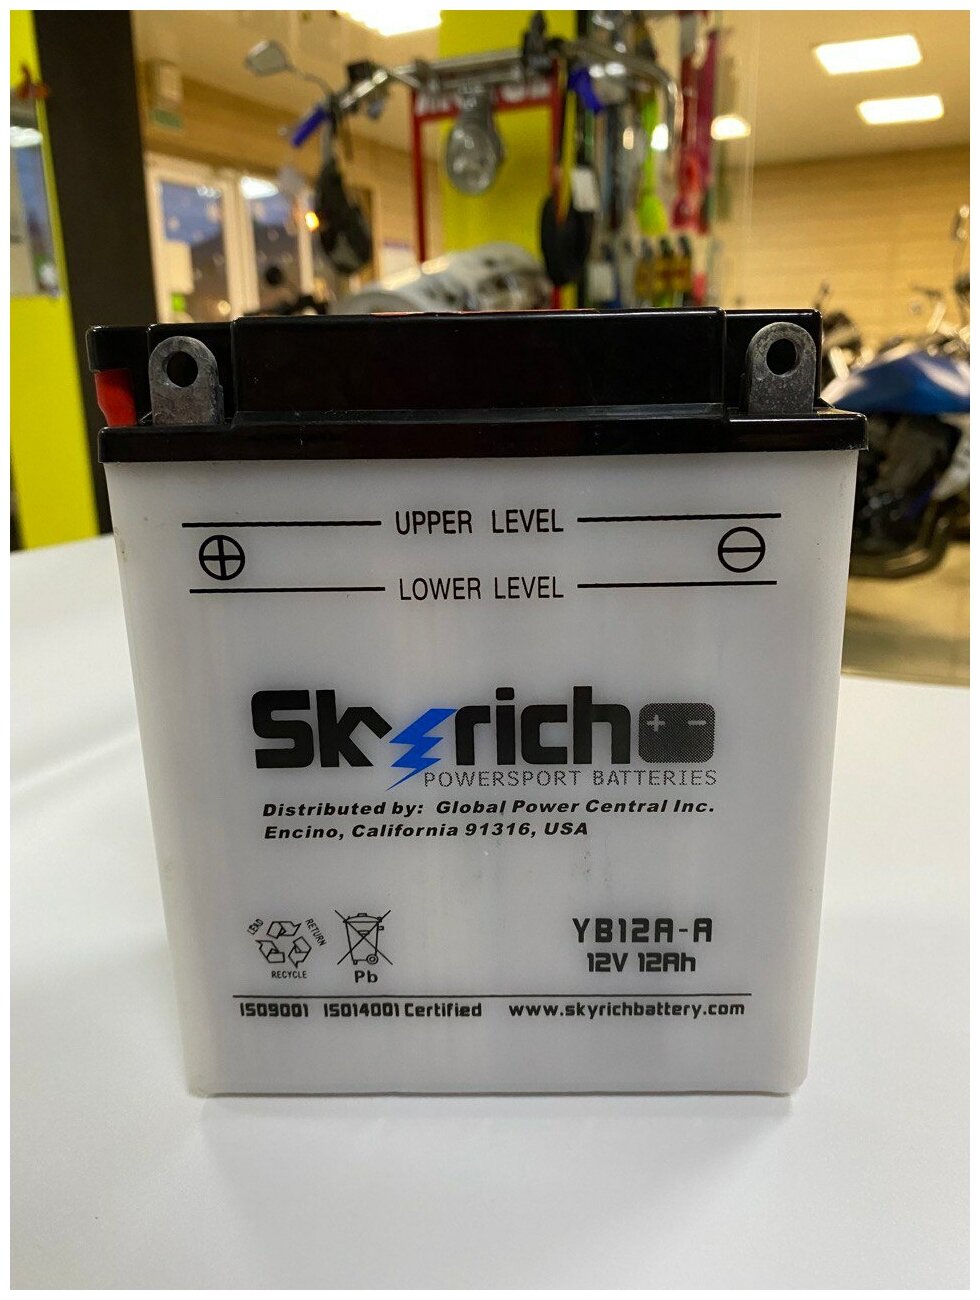 UPPER LEVEL
LOWER LEVEL
Skyrich
POWERSPORT BATTERIES
Distributed by: Global Power Central Inc.
Encino, California 91316, USA
LEAD
RETURN
RECYCLE
Pb
YB12A-A
12V 12Ah
ISO9001 ISO14001 Certified www.skyrichbattery.com